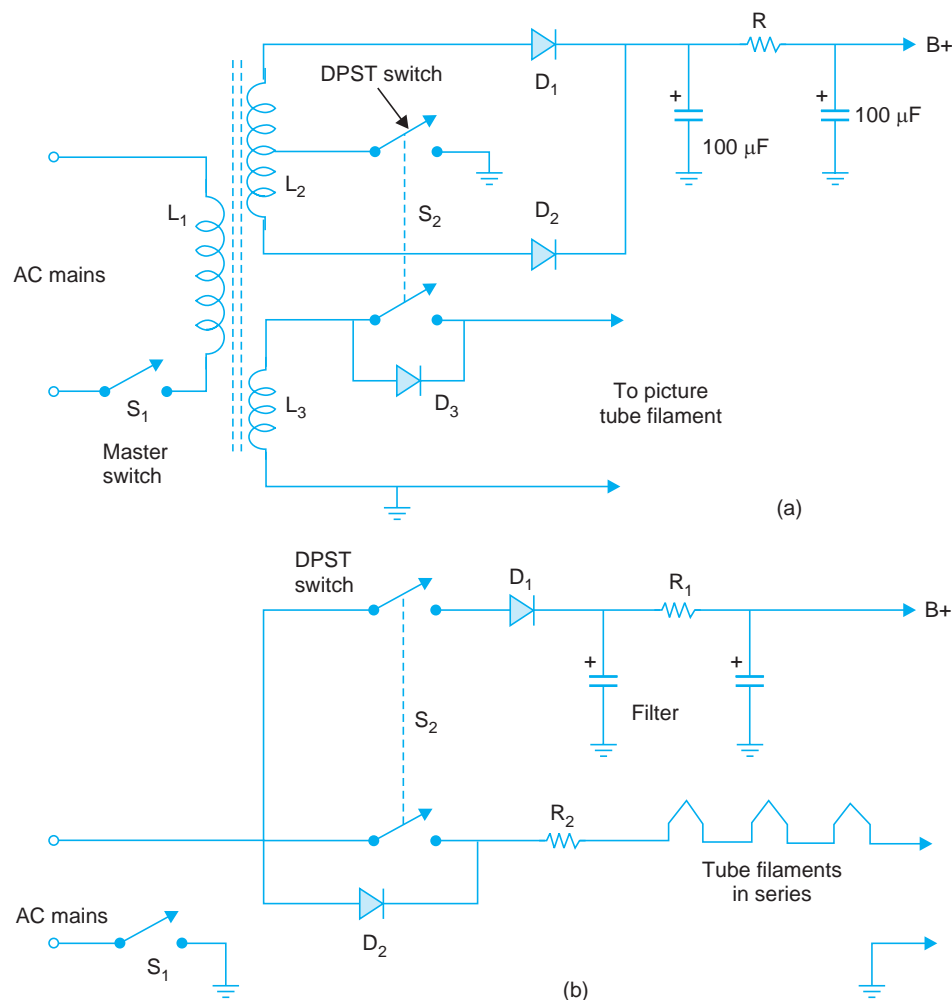 D1
R
B+
DPST switch
+
100 μF
+
100 μF
L1
L2
S2
D2
AC mains
S1
Master
switch
L3
D3
To picture
tube filament
(a)
DPST
switch
D1
R1
B+
+
+
Filter
S2
R2
Tube filaments
in series
AC mains
S1
D2
(b)